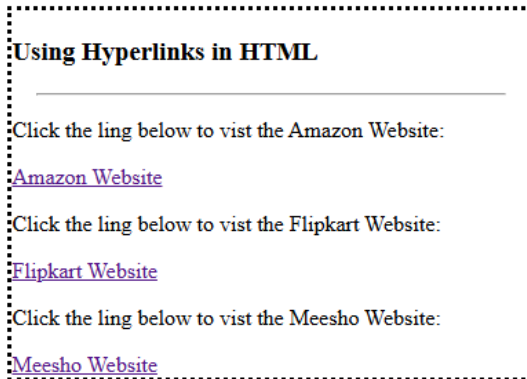 Using Hyperlinks in HTML
Click the ling below to vist the Amazon Website:
Amazon Website
Click the ling below to vist the Flipkart Website:
Flipkart Website
Click the ling below to vist the Meesho Website:
Meesho Website